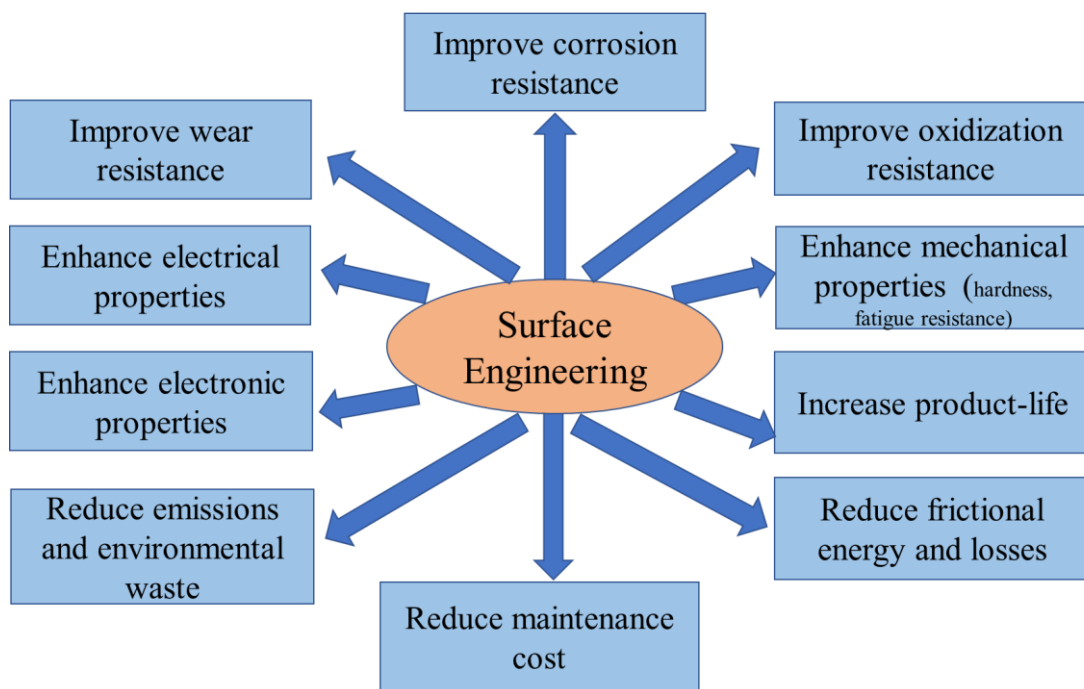 Improve corrosion
resistance
Improve wear
resistance
Improve oxidization
resistance
Enhance electrical
properties
Enhance mechanical
properties (hardness,
fatigue resistance)
Surface
Engineering
Enhance electronic
properties
Increase product-life
Reduce emissions
and environmental
waste
Reduce frictional
energy and losses
Reduce maintenance
cost